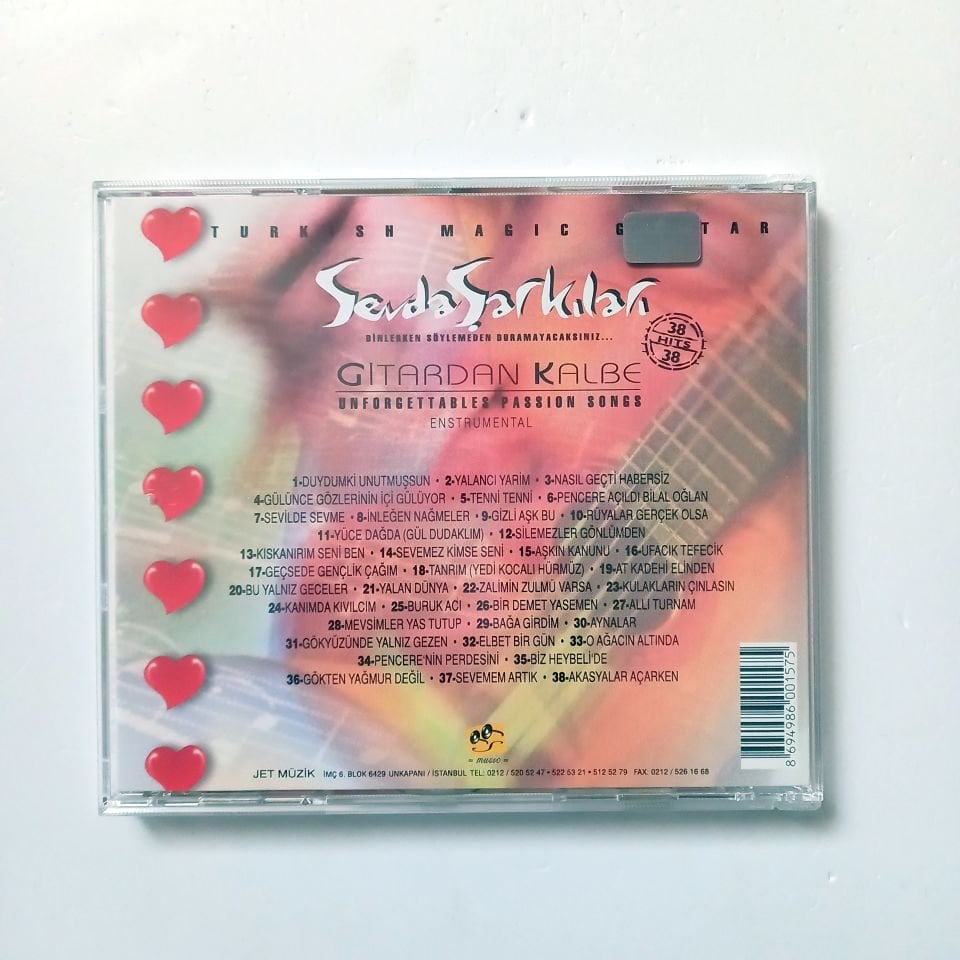 TURK SH MAGIC G TAR
Sevda Şarkıları
DİNLERKEN SÖYLEMEDEN DURAMAYACAKSINIZ...
38
HITS
38
GİTARDAN KALBE
UNFORGETTABLES PASSION SONGS
ENSTRUMENTAL
1-DUYDUMKİ UNUTMUŞSUN • 2-YALANCI YARİM • 3-NASIL GEÇTİ HABERSİZ
4-GÜLÜNCE GÖZLERİNİN İÇİ GÜLÜYOR • 5-TENNİ TENNİ • 6-PENCERE AÇILDI BİLAL OĞLAN
7-SEVİLDE SEVME • 8-İNLEĞEN NAĞMELER • 9-GİZLİ AŞK BU • 10-RÜYALAR GERÇEK OLSA
11-YÜCE DAĞDA (GÜL DUDAKLIM) • 12-SİLEMEZLER GÖNLÜMDEN
13-KISKANIRIM SENİ BEN • 14-SEVEMEZ KİMSE SENİ • 15-AŞKIN KANUNU • 16-UFACIK TEFECİK
17-GEÇSEDE GENÇLİK ÇAĞIM • 18-TANRIM (YEDİ KOCALI HÜRMÜZ) • 19-AT KADEHİ ELİNDEN
20-BU YALNIZ GECELER • 21-YALAN DÜNYA • 22-ZALİMİN ZULMÜ VARSA • 23-KULAKLARIN ÇINLASIN
24-KANIMDA KIVILCIM • 25-BURUK ACI • 26-BİR DEMET YASEMEN • 27-ALLI TURNAM
28-MEVSİMLER YAS TUTUP • 29-BAĞA GİRDİM • 30-AYNALAR
31-GÖKYÜZÜNDE YALNIZ GEZEN • 32-ELBET BİR GÜN • 33-O AĞACIN ALTINDA
34-PENCERE'NİN PERDESİNİ • 35-BİZ HEYBELİ'DE
36-GÖKTEN YAĞMUR DEĞİL • 37-SEVEMEM ARTIK • 38-AKASYALAR AÇARKEN
JET MÜZİK İMÇ 6. BLOK 6429 UNKAPANI / İSTANBUL TEL: 0212 / 520 52 47 • 522 53 21 • 512 52 79 FAX. 0212 / 526 16 68
8 694986 001575